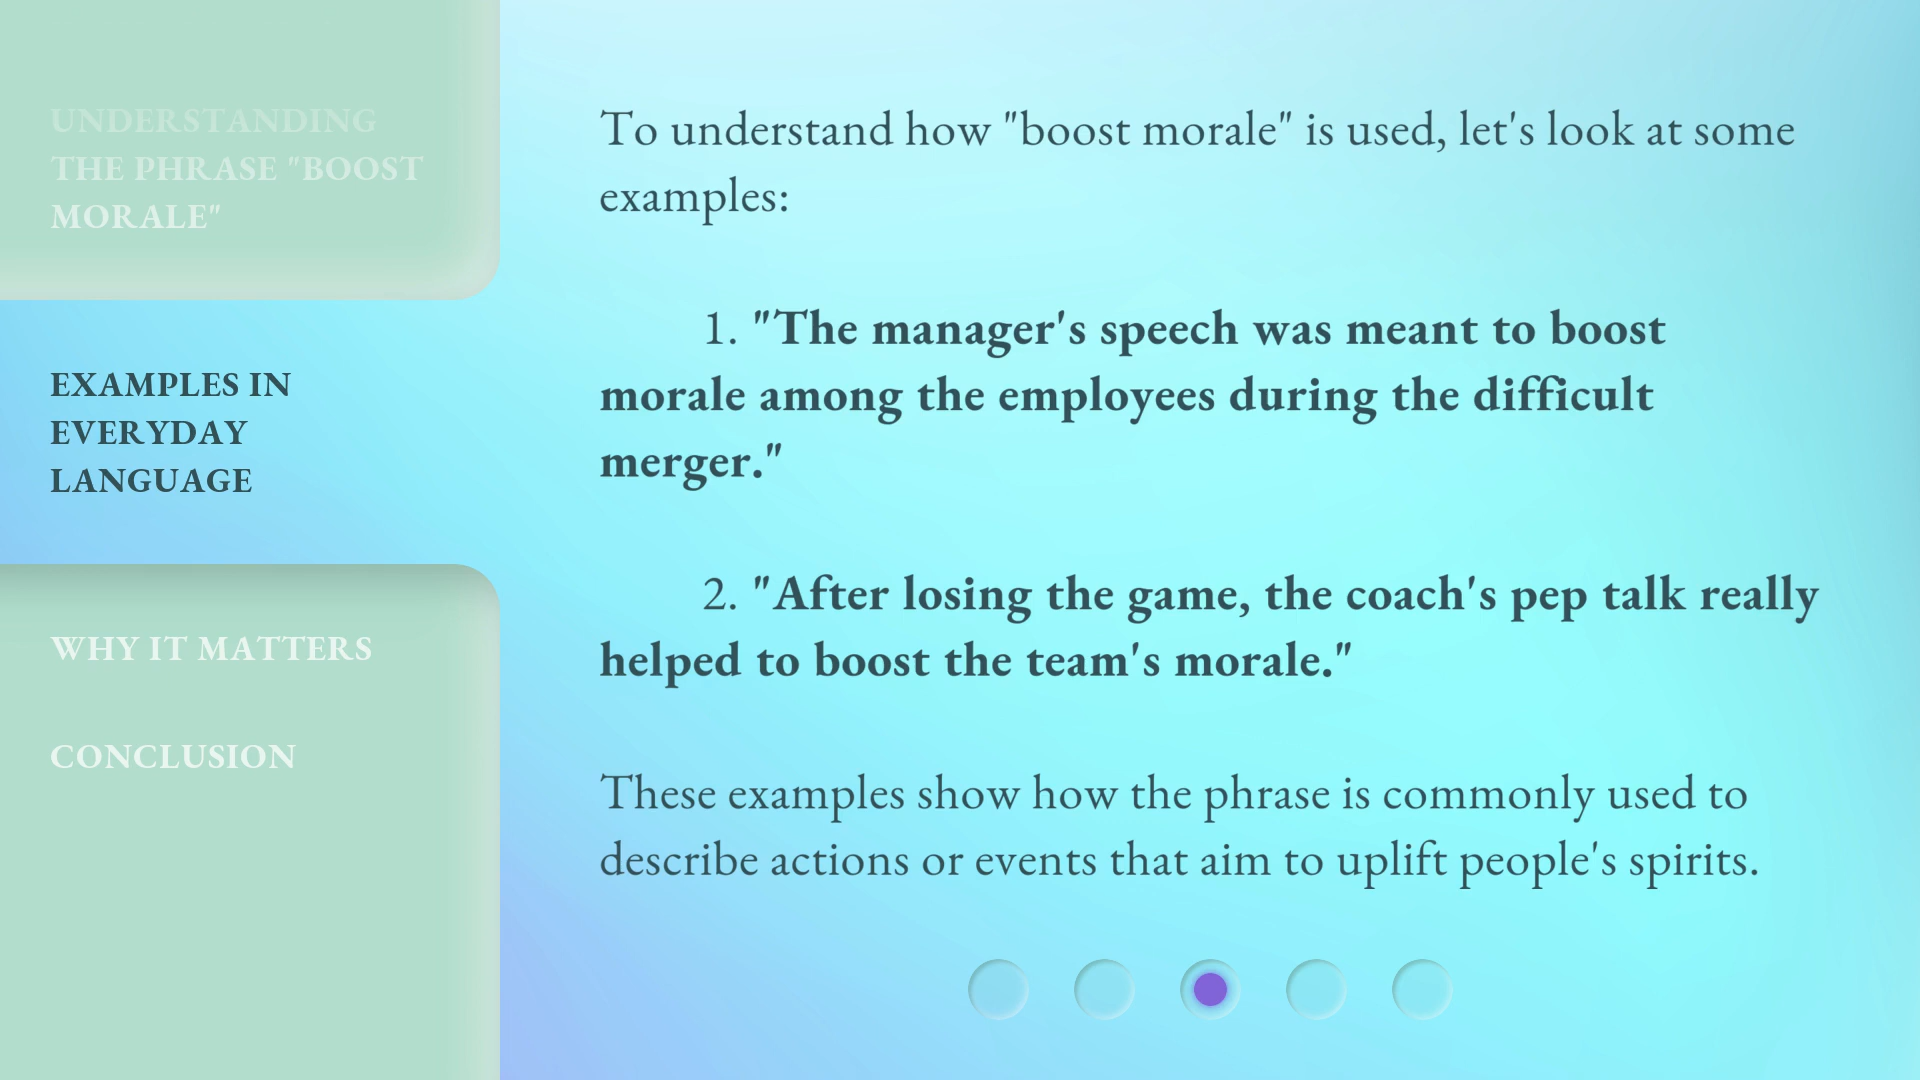 UNDERSTANDING
THE PHRASE "BOOST
MORALE"
EXAMPLES IN
EVERYDAY
LANGUAGE
WHY IT MATTERS
CONCLUSION
To understand how "boost morale" is used, let's look at some
examples:
1. "The manager's speech was meant to boost
morale among the employees during the difficult
merger."
2. "After losing the game, the coach's pep talk really
helped to boost the team's morale."
These examples show how the phrase is commonly used to
describe actions or events that aim to uplift people's spirits.